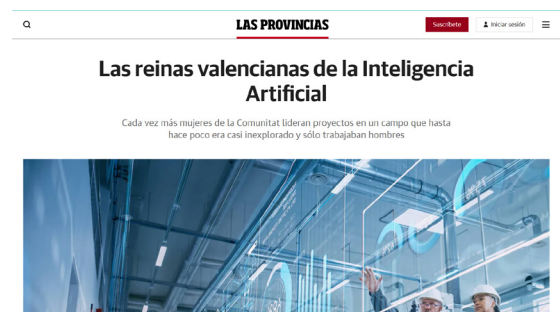 LAS PROVINCIAS
Suscríbete
Iniciar sesión
Las reinas valencianas de la Inteligencia
Artificial
Cada vez más mujeres de la Comunitat lideran proyectos en un campo que hasta
hace poco era casi inexplorado y sólo trabajaban hombres